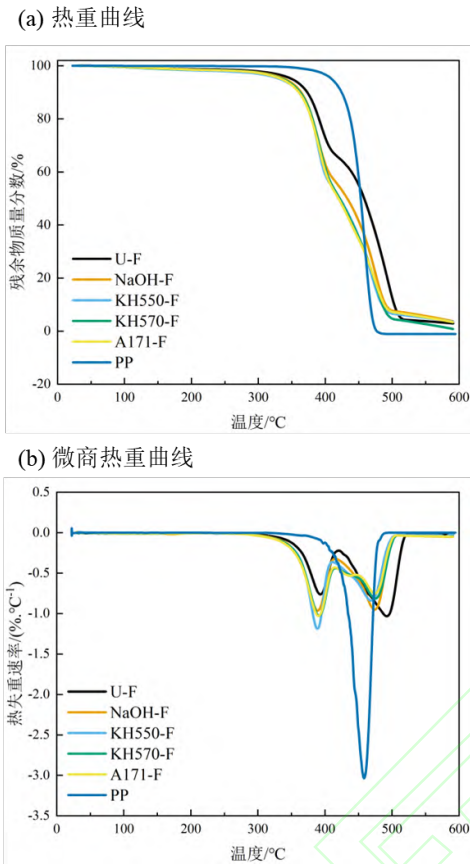 (a) 热重曲线
100
80
60
40
20
0
-20
残余物质量分数/%
U-F
NaOH-F
KH550-F
KH570-F
A171-F
PP
0 100 200 300 400 500 600
温度/℃
(b) 微商热重曲线
0.5
0.0
-0.5
-1.0
-1.5
-2.0
-2.5
-3.0
-3.5
热失重速率/(%.℃⁻¹)
U-F
NaOH-F
KH550-F
KH570-F
A171-F
PP
0 100 200 300 400 500 600
温度/℃